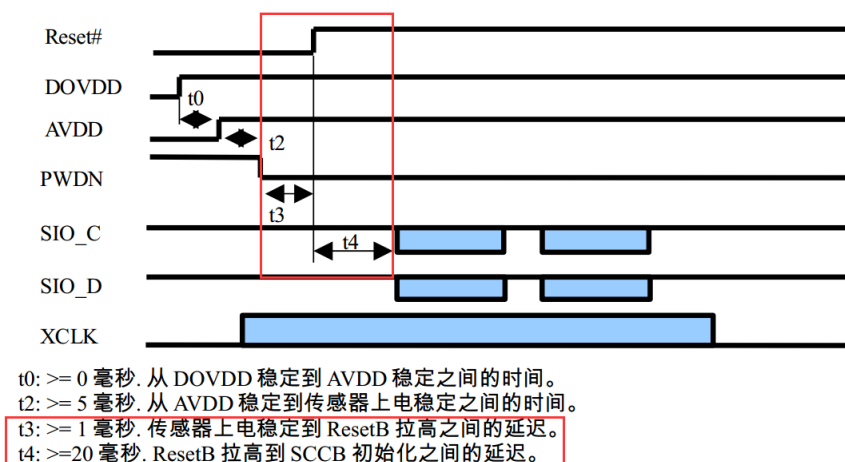 Reset#
DOVDD
t0
AVDD
t2
PWDN
t3
SIO_C
t4
SIO_D
XCLK
t0: >= 0 毫秒. 从 DOVDD 稳定到 AVDD 稳定之间的时间。
t2: >= 5 毫秒. 从 AVDD 稳定到传感器上电稳定之间的时间。
t3: >= 1 毫秒. 传感器上电稳定到 ResetB 拉高之间的延迟。
t4: >=20 毫秒. ResetB 拉高到 SCCB 初始化之间的延迟。